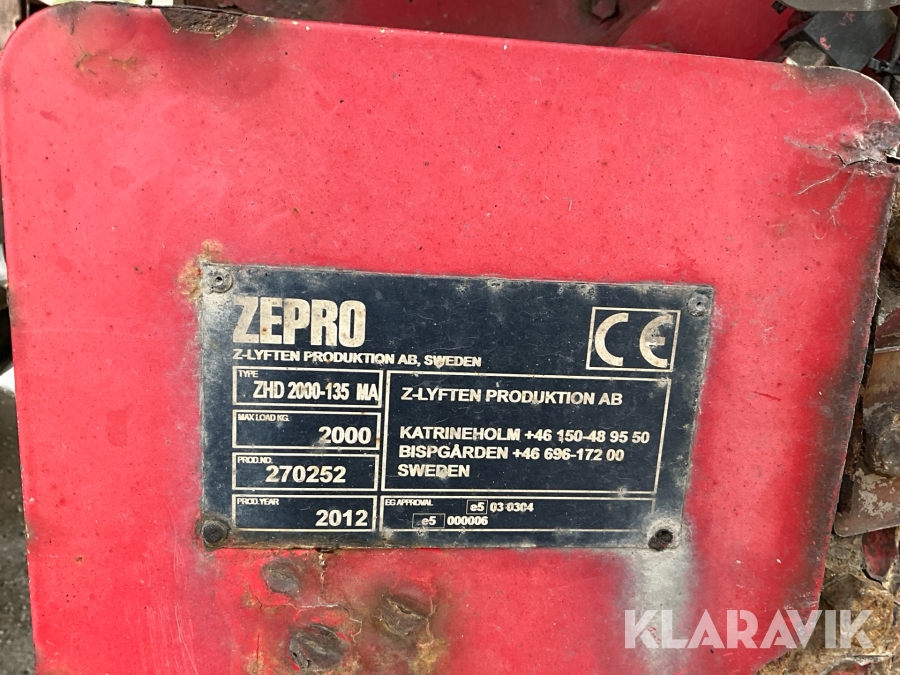 ZEPRO
Z-LYFTEN PRODUKTION AB, SWEDEN
CE
TYPE
ZHD 2000-135 MA
MAX LOAD KG.
2000
PROD.NO.
270252
PROD.YEAR
2012
Z-LYFTEN PRODUKTION AB
KATRINEHOLM +46 150-48 95 50
BISPGÅRDEN +46 696-172 00
SWEDEN
EG APPROVAL
e5 03 0304
e5 000006
KLARAVIK